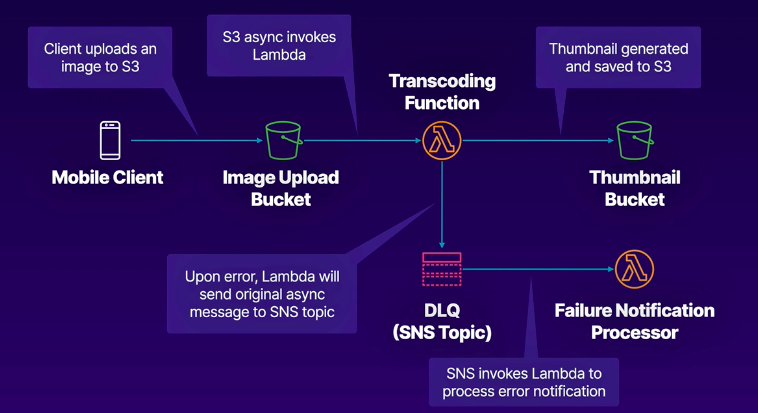 Client uploads an
image to S3
S3 async invokes
Lambda
Thumbnail generated
and saved to S3
Transcoding
Function
Mobile Client
Image Upload
Bucket
Thumbnail
Bucket
Upon error, Lambda will
send original async
message to SNS topic
DLQ
(SNS Topic)
Failure Notification
Processor
SNS invokes Lambda to
process error notification